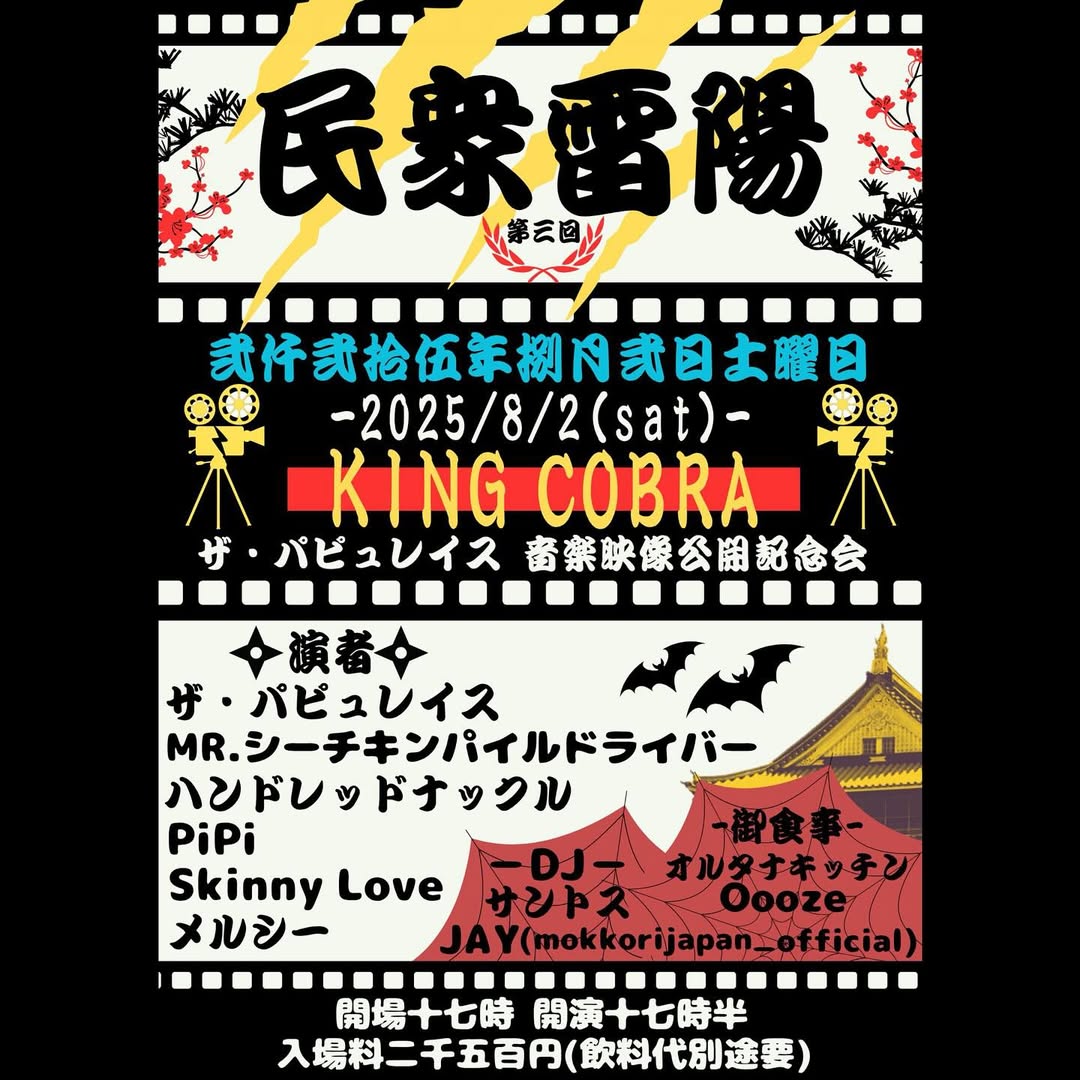 民衆雷陽
第三回
弐仟弐拾伍年捌月弐日土曜日
-2025/8/2(sat)-
KING COBRA
ザ・パピュレイス 音楽映像公開記念会
演者
ザ・パピュレイス
MR.シーチキンパイルドライバー
ハンドレッドナックル
PiPi
Skinny Love
メルシー
-DJ-
サントス
JAY(mokkorijapan_official)
-御食事-
オルタナキッチン
Oooze
開場十七時 開演十七時半
入場料二千五百円(飲料代別途要)